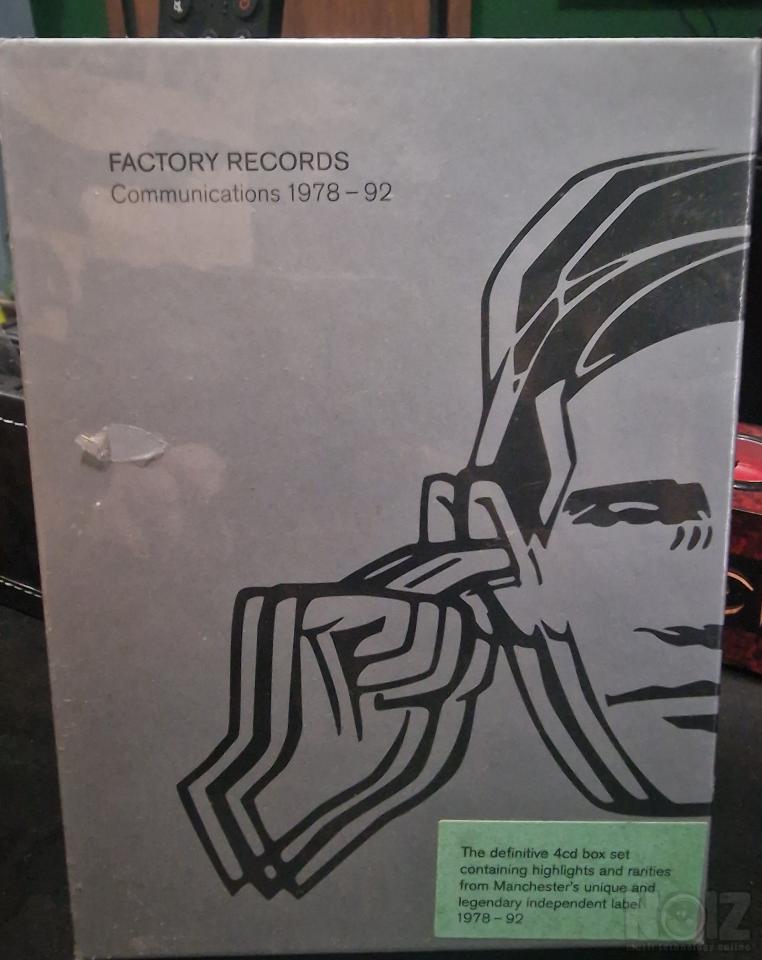 FACTORY RECORDS
Communications 1978 – 92
The definitive 4cd box set
containing highlights and rarities
from Manchester's unique and
legendary independent label
1978 – 92
NOIZ